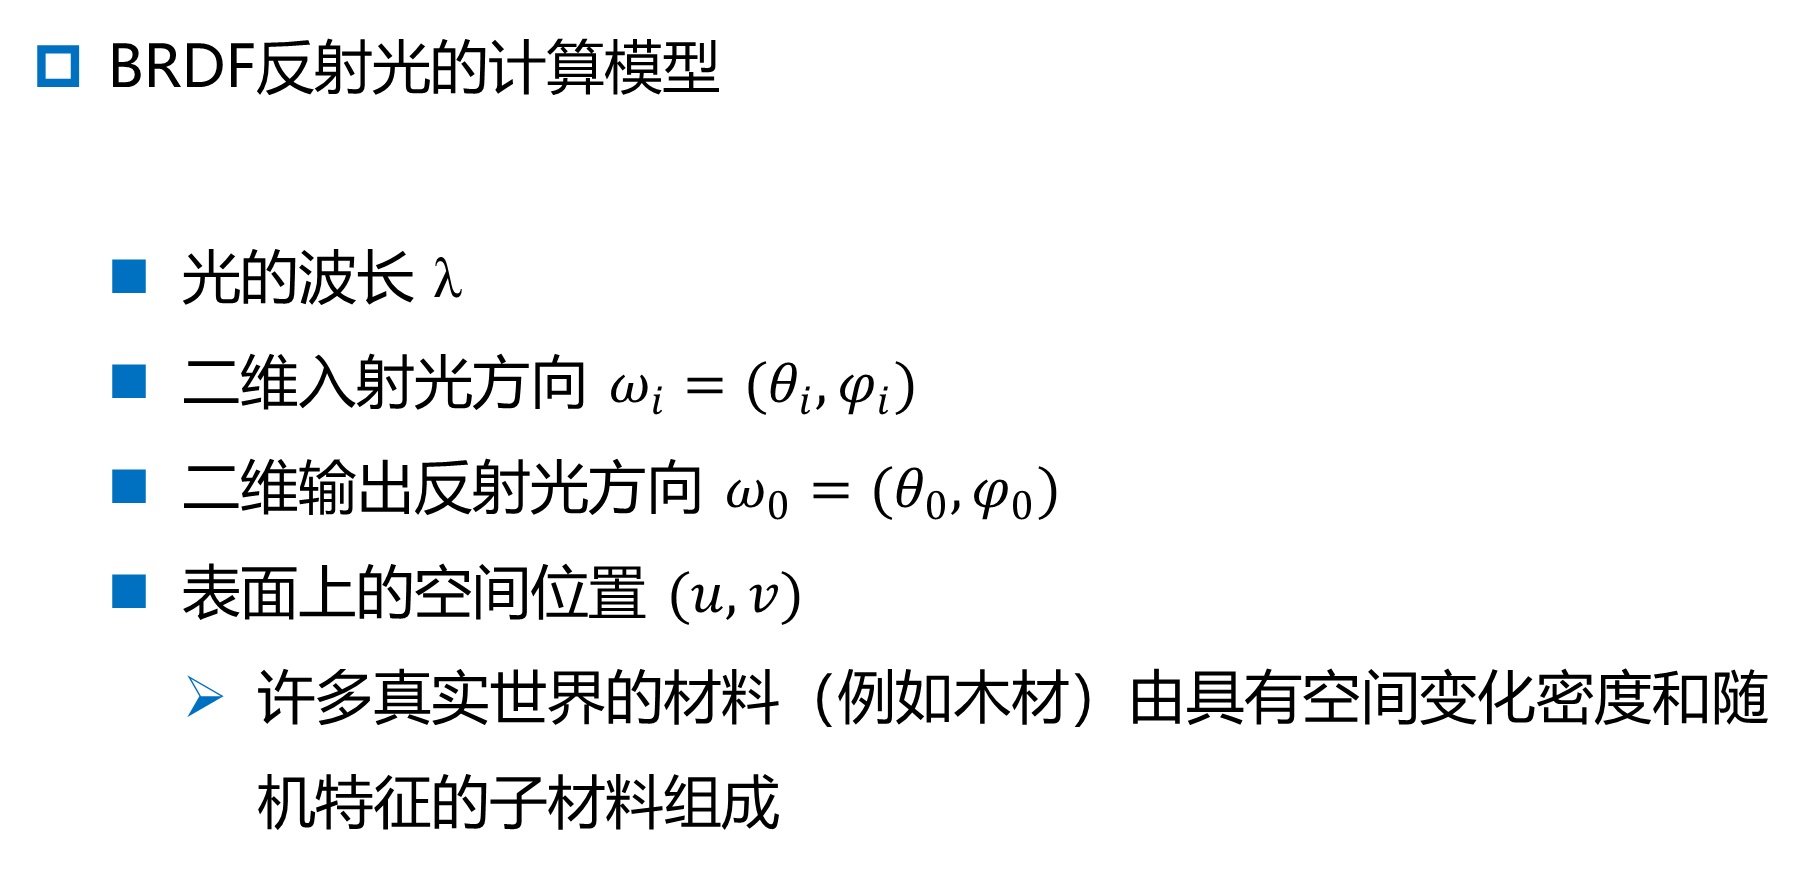 BRDF反射光的计算模型
光的波长 λ
二维入射光方向 ωᵢ = (θᵢ, φᵢ)
二维输出反射光方向 ω₀ = (θ₀, φ₀)
表面上的空间位置 (u, v)
许多真实世界的材料（例如木材）由具有空间变化密度和随
机特征的子材料组成